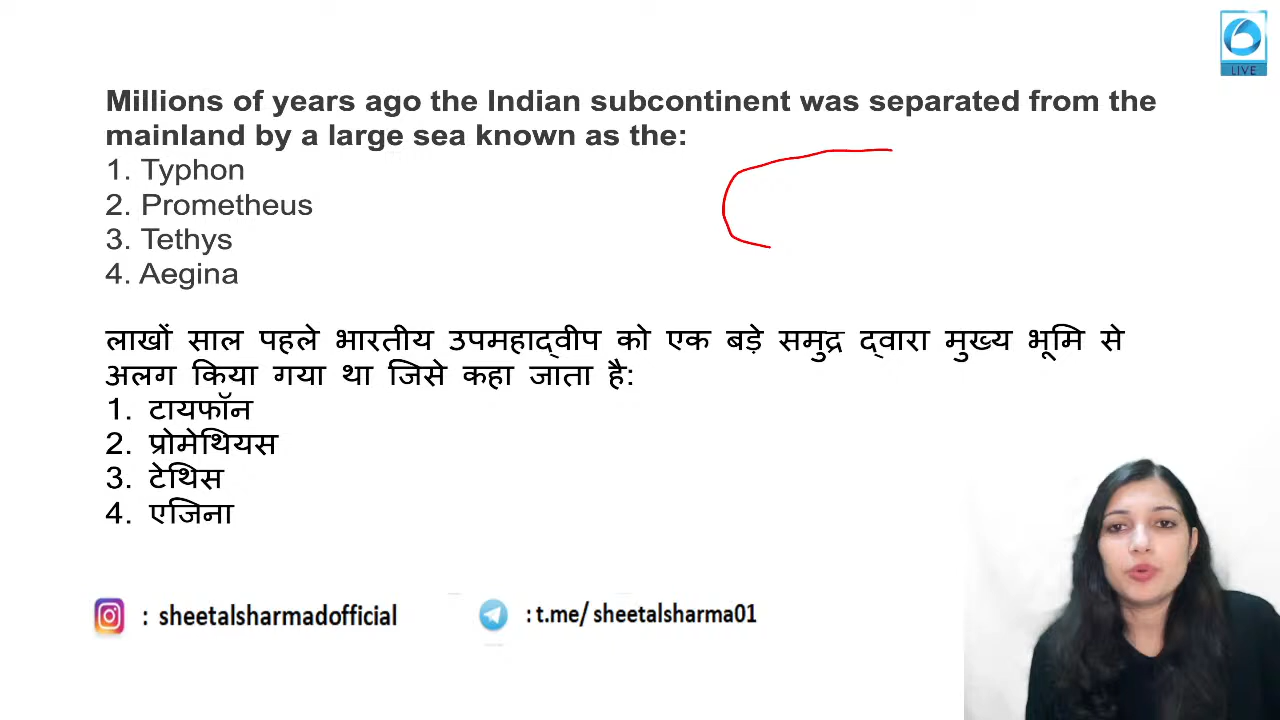 LIVE
Millions of years ago the Indian subcontinent was separated from the
mainland by a large sea known as the:
1. Typhon
2. Prometheus
3. Tethys
4. Aegina
लाखों साल पहले भारतीय उपमहाद्वीप को एक बड़े समुद्र द्वारा मुख्य भूमि से
अलग किया गया था जिसे कहा जाता है:
1. टायफॉन
2. प्रोमेथियस
3. टेथिस
4. एजिना
: sheetalsharmadofficial
: t.me/ sheetalsharma01